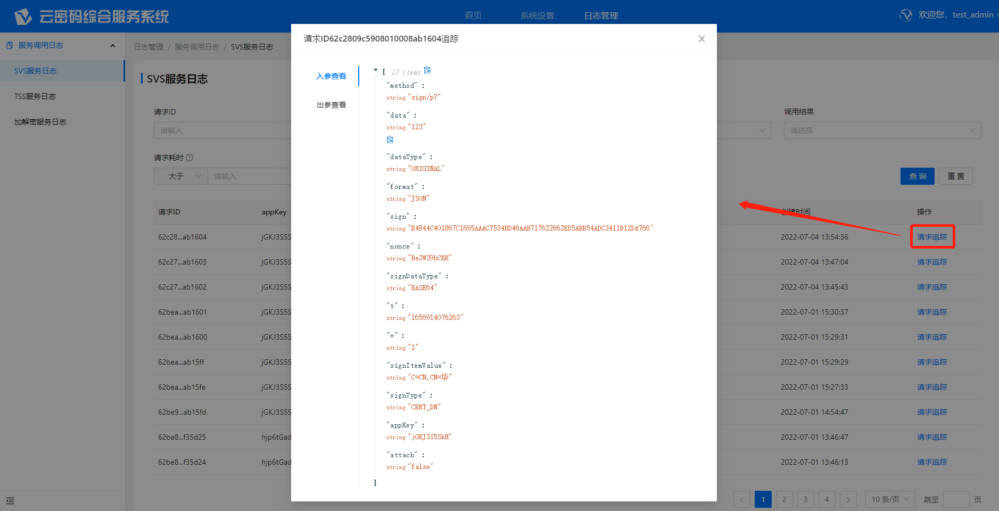 云密码综合服务系统
首页
系统设置
日志管理
欢迎您，test_admin
服务调用日志
SVS服务日志
TSS服务日志
加解密服务日志
日志管理 / 服务调用日志 / SVS服务日志
SVS服务日志
请求ID
请输入
调用结果
请选择
请求耗时
大于
请输入
查 询
重 置
请求ID appKey 创建时间 操作
62c28...ab1604 jGKJ3S5S 2022-07-04 13:54:36 请求追踪
62c27...ab1603 jGKJ3S5S 2022-07-04 13:47:04 请求追踪
62c27...ab1602 jGKJ3S5S 2022-07-04 13:45:43 请求追踪
62bea...ab1601 jGKJ3S5S 2022-07-01 15:30:37 请求追踪
62bea...ab1600 jGKJ3S5S 2022-07-01 15:29:31 请求追踪
62bea...ab15ff jGKJ3S5S 2022-07-01 15:29:29 请求追踪
62bea...ab15fe jGKJ3S5S 2022-07-01 15:27:33 请求追踪
62be9...ab15fd jGKJ3S5S 2022-07-01 14:54:47 请求追踪
62be8...f35d25 hjp6tGad 2022-07-01 13:46:47 请求追踪
62be8...f35d24 hjp6tGad 2022-07-01 13:46:13 请求追踪
< 1 2 3 4 > 10 条/页 跳至 页
请求ID62c2809c5908010008ab1604追踪
入参查看
出参查看
{ 13 items
"method" :
string "sign/p7"
"data" :
string "123"
"dataType" :
string "ORIGINAL"
"format" :
string "JSON"
"sign" :
string "E4844C401867C1695AAAC7534BD46AAB717622662ED5ABB54ADC3411B12DA766"
"nonce" :
string "Be2W39bCKK"
"signDataType" :
string "BASE64"
"t" :
string "1656914076263"
"v" :
string "1"
"signItemValue" :
string "C=CN,CN=华"
"signType" :
string "CERT_DN"
"appKey" :
string "jGKJ3S5SkH"
"attach" :
string "false"
}